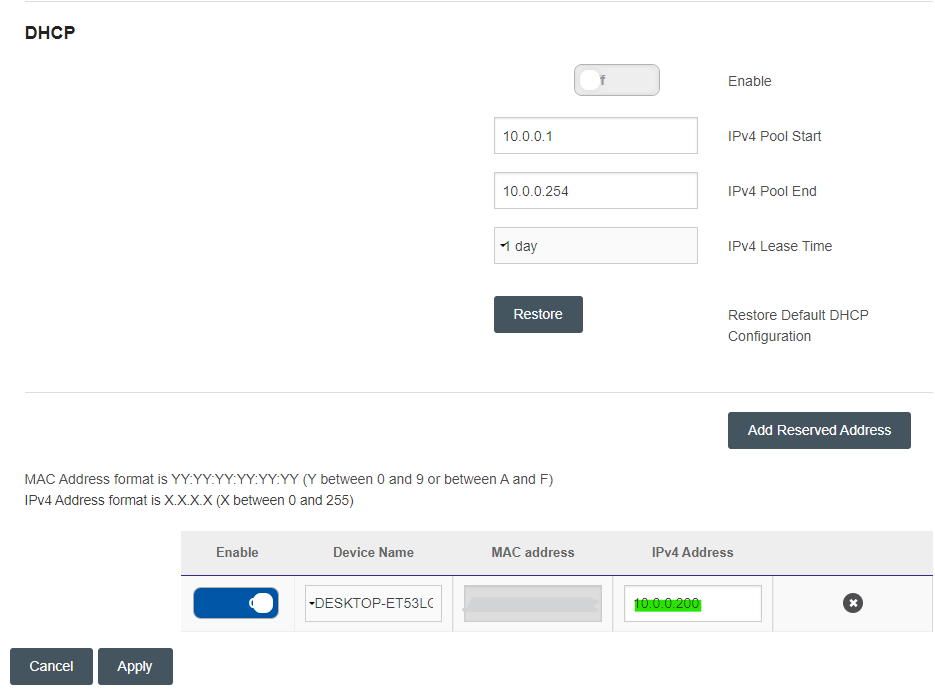 DHCP
f Enable
10.0.0.1 IPv4 Pool Start
10.0.0.254 IPv4 Pool End
1 day IPv4 Lease Time
Restore Restore Default DHCP
Configuration
Add Reserved Address
MAC Address format is YY:YY:YY:YY:YY:YY (Y between 0 and 9 or between A and F)
IPv4 Address format is X.X.X.X (X between 0 and 255)
Enable Device Name MAC address IPv4 Address
DESKTOP-ET53LC 10.0.0.200
Cancel Apply